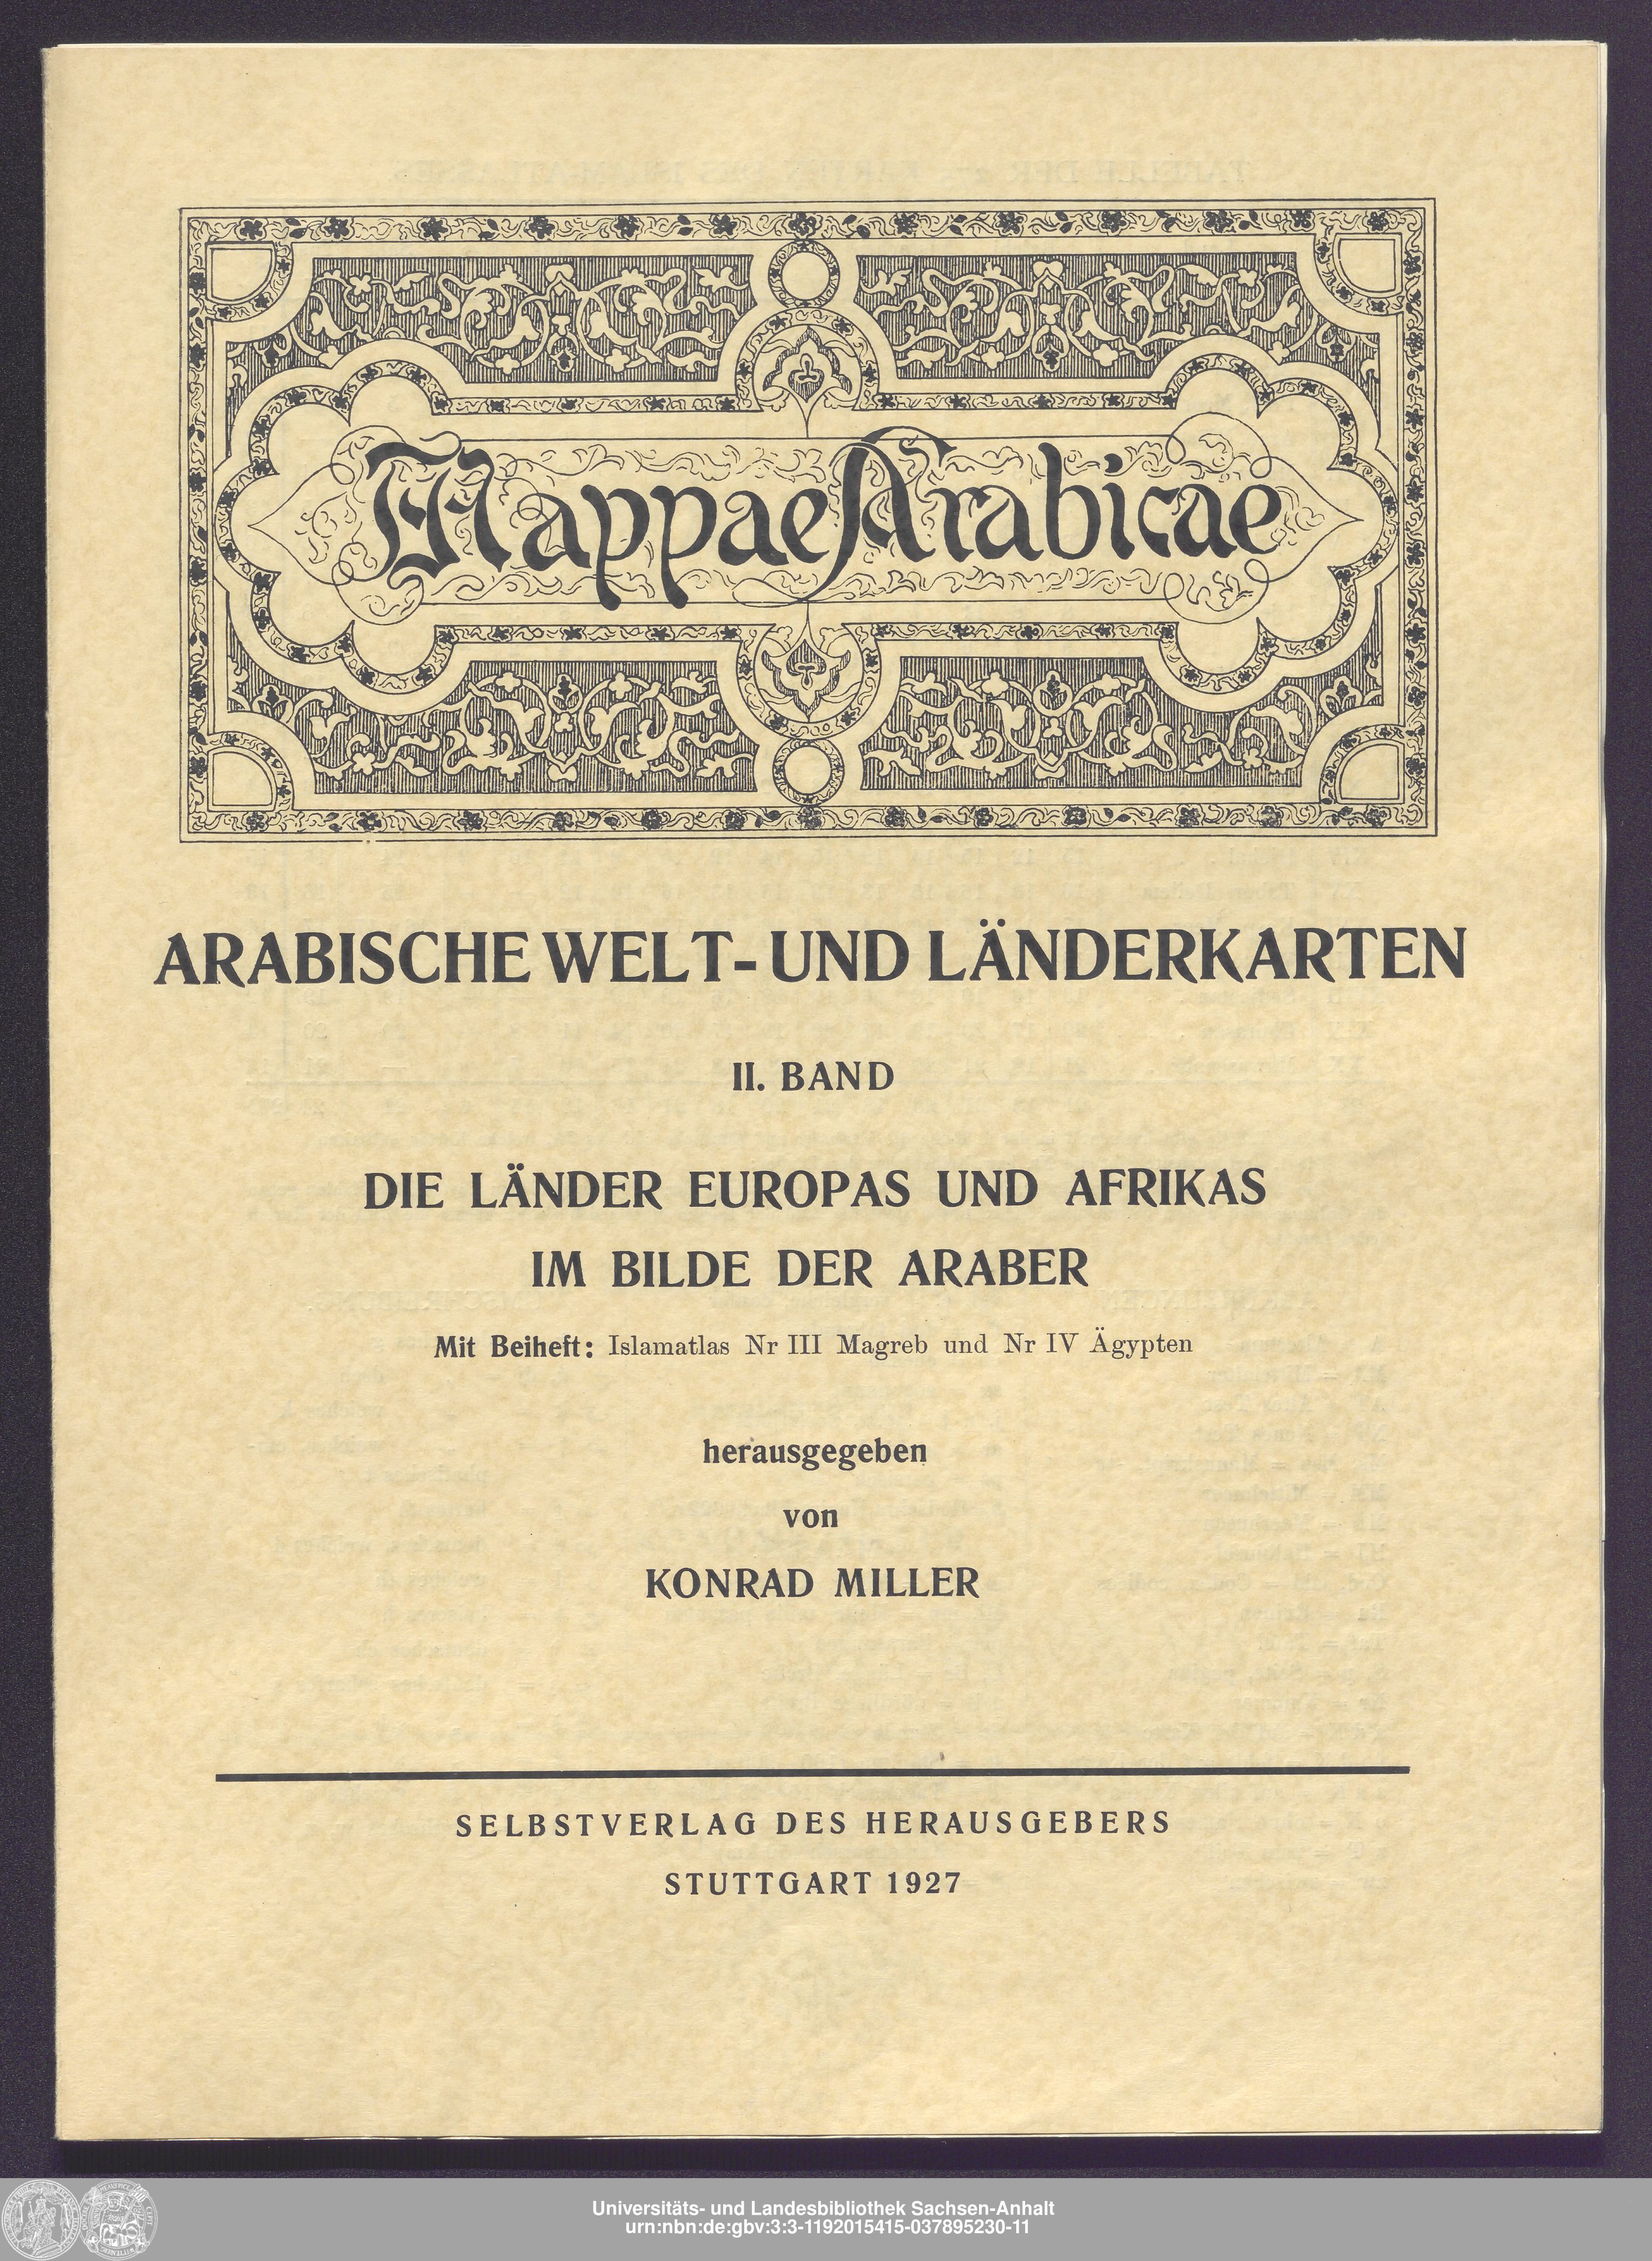 Mappae Arabicae
ARABISCHE WELT- UND LÄNDERKARTEN
II. BAND
DIE LÄNDER EUROPAS UND AFRIKAS
IM BILDE DER ARABER
Mit Beiheft: Islamatlas Nr III Magreb und Nr IV Ägypten
herausgegeben
von
KONRAD MILLER
SELBSTVERLAG DES HERAUSGEBERS
STUTTGART 1927
Universitäts- und Landesbibliothek Sachsen-Anhalt
urn:nbn:de:gbv:3:3-1192015415-037895230-11